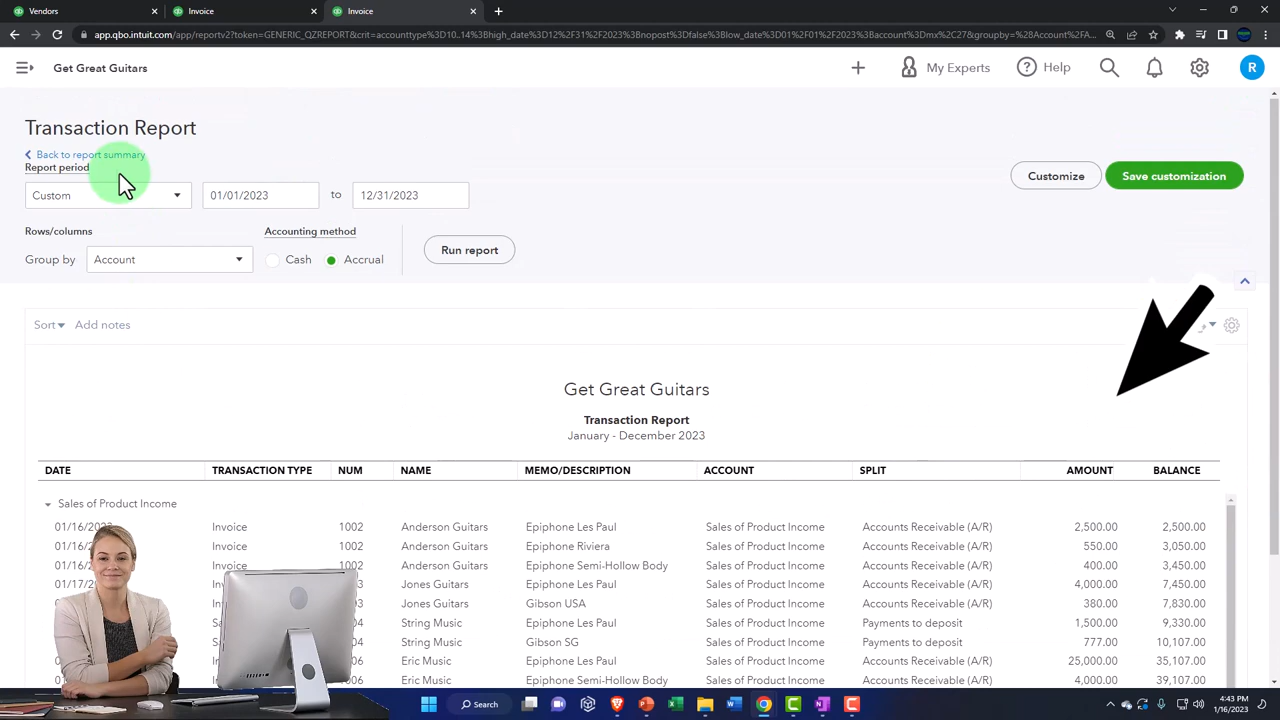 Vendors
Invoice
Invoice
app.qbo.intuit.com/app/reportv2?token=GENERIC_QZREPORT&crit=accounttype%3D10..14%3Bhigh_date%3D12%2F31%2F2023%3Bnopost%3Dfalse%3Blow_date%3D01%2F01%2F2023%3Baccount%3Dmx%2C27&groupby=%28Account%29%2C%28A...
Get Great Guitars
My Experts
Help
R
Transaction Report
Back to report summary
Report period
Custom 01/01/2023 to 12/31/2023
Customize Save customization
Rows/columns Accounting method
Group by Account Cash Accrual Run report
Sort Add notes
Get Great Guitars
Transaction Report
January - December 2023
DATE TRANSACTION TYPE NUM NAME MEMO/DESCRIPTION ACCOUNT SPLIT AMOUNT BALANCE
Sales of Product Income
01/16/2023 Invoice 1002 Anderson Guitars Epiphone Les Paul Sales of Product Income Accounts Receivable (A/R) 2,500.00 2,500.00
01/16/ Invoice 1002 Anderson Guitars Epiphone Riviera Sales of Product Income Accounts Receivable (A/R) 550.00 3,050.00
01/16/ Invoice 1002 Anderson Guitars Epiphone Semi-Hollow Body Sales of Product Income Accounts Receivable (A/R) 400.00 3,450.00
01/17/ Jones Guitars Epiphone Les Paul Sales of Product Income Accounts Receivable (A/R) 4,000.00 7,450.00
Jones Guitars Gibson USA Sales of Product Income Accounts Receivable (A/R) 380.00 7,830.00
String Music Epiphone Les Paul Sales of Product Income Payments to deposit 1,500.00 9,330.00
String Music Gibson SG Sales of Product Income Payments to deposit 777.00 10,107.00
Eric Music Epiphone Les Paul Sales of Product Income Accounts Receivable (A/R) 25,000.00 35,107.00
Eric Music Epiphone Semi-Hollow Body Sales of Product Income Accounts Receivable (A/R) 4,000.00 39,107.00
Search
4:43 PM
1/16/2023